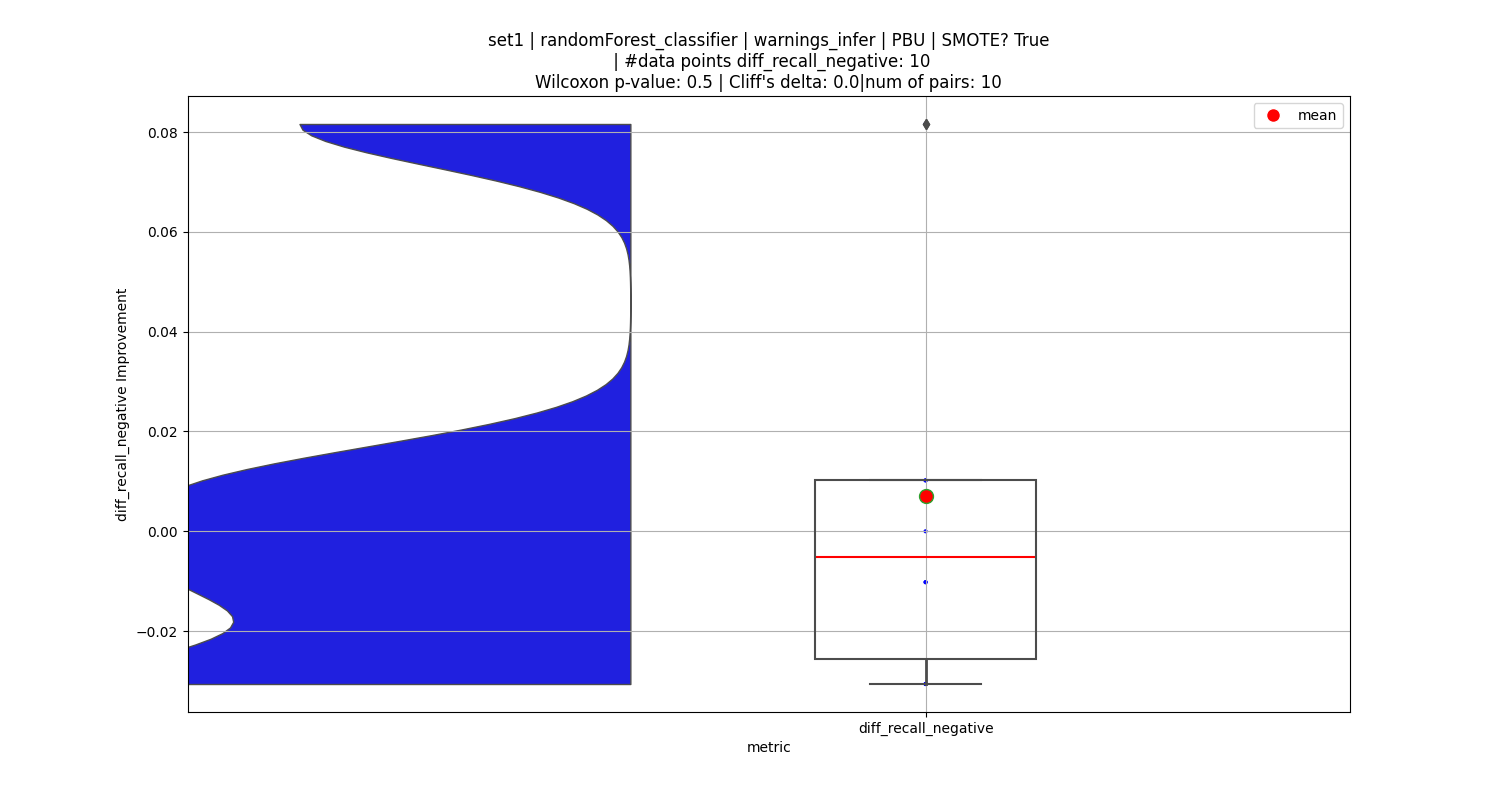 set1 | randomForest_classifier | warnings_infer | PBU | SMOTE? True
| #data points diff_recall_negative: 10
Wilcoxon p-value: 0.5 | Cliff's delta: 0.0|num of pairs: 10
mean
0.08
0.06
0.04
0.02
0.00
−0.02
diff_recall_negative Improvement
diff_recall_negative
metric